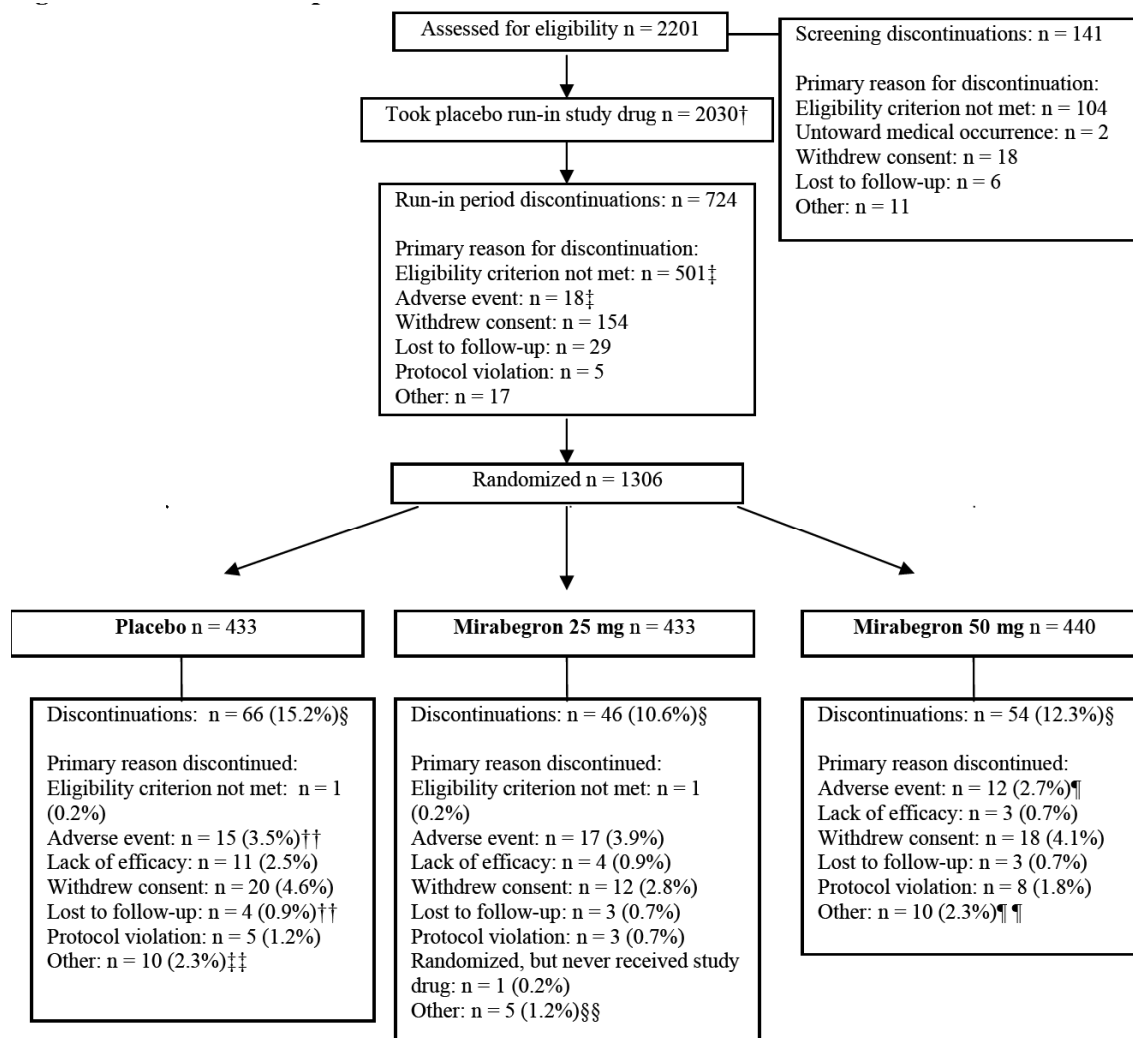 Assessed for eligibility n = 2201
Screening discontinuations: n = 141
Primary reason for discontinuation:
Eligibility criterion not met: n = 104
Untoward medical occurrence: n = 2
Withdrew consent: n = 18
Lost to follow-up: n = 6
Other: n = 11
Took placebo run-in study drug n = 2030†
Run-in period discontinuations: n = 724
Primary reason for discontinuation:
Eligibility criterion not met: n = 501‡
Adverse event: n = 18‡
Withdrew consent: n = 154
Lost to follow-up: n = 29
Protocol violation: n = 5
Other: n = 17
Randomized n = 1306
Placebo n = 433
Discontinuations:  n = 66 (15.2%)§
Primary reason discontinued:
Eligibility criterion not met:  n = 1
(0.2%)
Adverse event: n = 15 (3.5%)††
Lack of efficacy: n = 11 (2.5%)
Withdrew consent: n = 20 (4.6%)
Lost to follow-up: n = 4 (0.9%)††
Protocol violation: n = 5 (1.2%)
Other: n = 10 (2.3%)‡‡
Mirabegron 25 mg n = 433
Discontinuations: n = 46 (10.6%)§
Primary reason discontinued:
Eligibility criterion not met: n = 1
(0.2%)
Adverse event: n = 17 (3.9%)
Lack of efficacy: n = 4 (0.9%)
Withdrew consent: n = 12 (2.8%)
Lost to follow-up: n = 3 (0.7%)
Protocol violation: n = 3 (0.7%)
Randomized, but never received study
drug: n = 1 (0.2%)
Other: n = 5 (1.2%)§§
Mirabegron 50 mg n = 440
Discontinuations: n = 54 (12.3%)§
Primary reason discontinued:
Adverse event: n = 12 (2.7%)¶
Lack of efficacy: n = 3 (0.7%)
Withdrew consent: n = 18 (4.1%)
Lost to follow-up: n = 3 (0.7%)
Protocol violation: n = 8 (1.8%)
Other: n = 10 (2.3%)¶ ¶